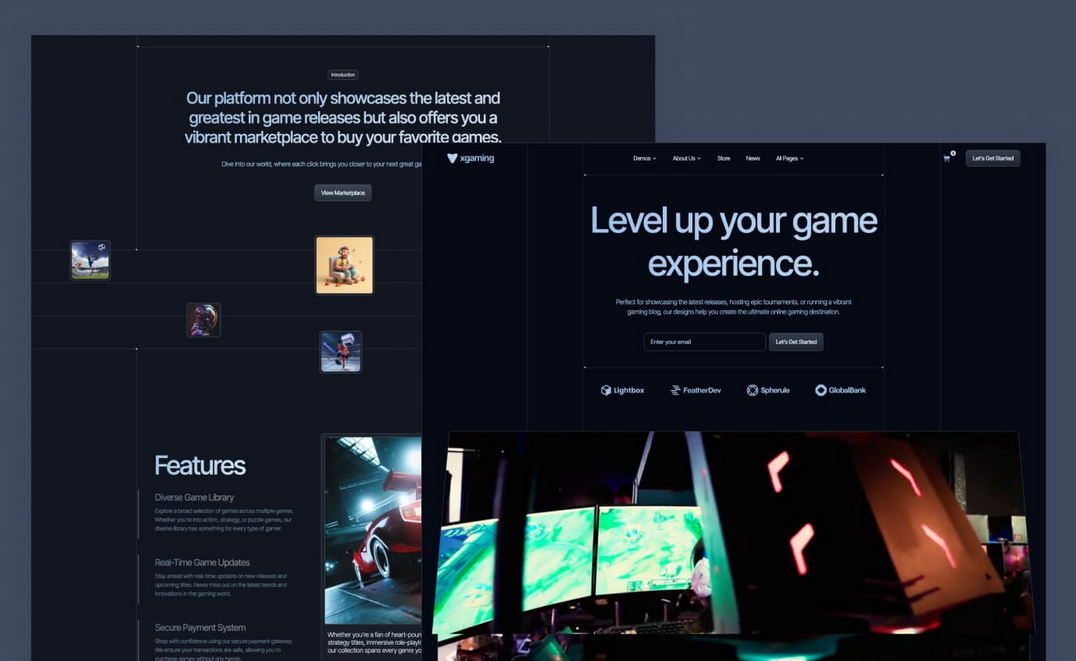 Introduction
Our platform not only showcases the latest and
greatest in game releases but also offers you a
vibrant marketplace to buy your favorite games.
Dive into our world, where each click brings you closer to your next great
View Marketplace
Features
Diverse Game Library
Explore a broad selection of games across multiple genres.
Whether you're into action, strategy, or puzzle games, our
diverse library has something for every type of gamer.
Real-Time Game Updates
Stay ahead with real-time updates on new releases and
upcoming titles. Never miss out on the latest trends and
innovations in the gaming world.
Secure Payment System
Shop with confidence using our secure payment gateway.
We ensure your transactions are safe, allowing you to
purchase games without any hassle.
Whether you're a fan of heart-poun
strategy titles, immersive role-playi
our collection spans every genre yo
xgaming
Demos
About Us
Store
News
All Pages
Let's Get Started
Level up your game
experience.
Perfect for showcasing the latest releases, hosting epic tournaments, or running a vibrant
gaming blog, our designs help you create the ultimate online gaming destination.
Enter your email
Let's Get Started
Lightbox
FeatherDev
Spherule
GlobalBank